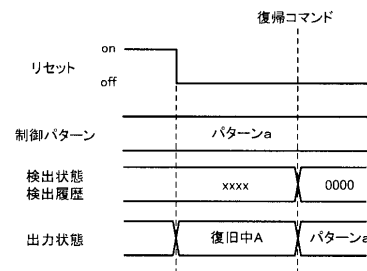 復帰コマンド
on
リセット
off
制御パターン
パターンa
検出状態
検出履歴
xxxx
0000
出力状態
復旧中A
パターンa